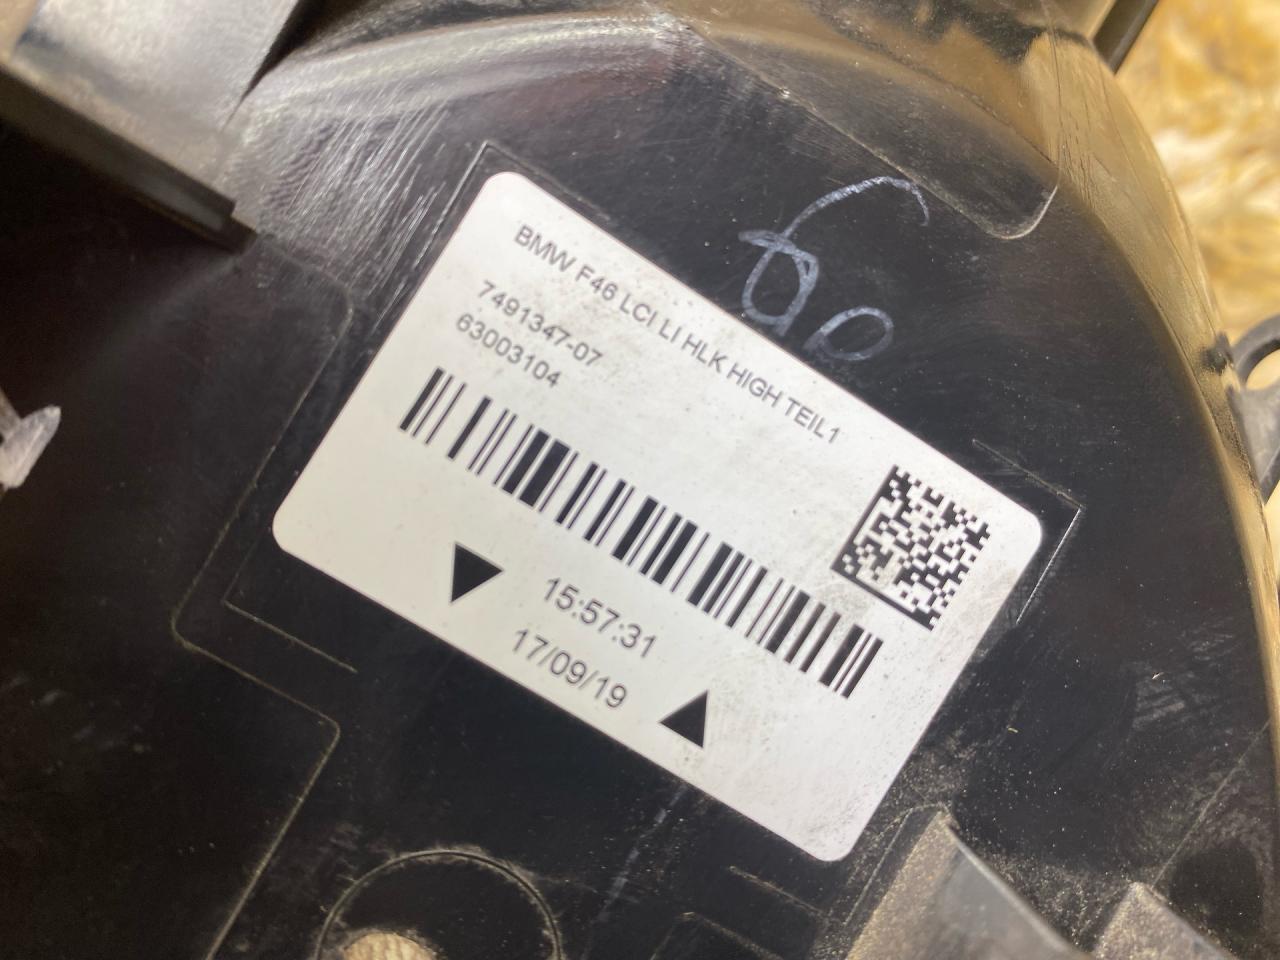 BMW F46 LCI LI HLK HIGH TEIL1
7491347-07
63003104
15:57:31
17/09/19